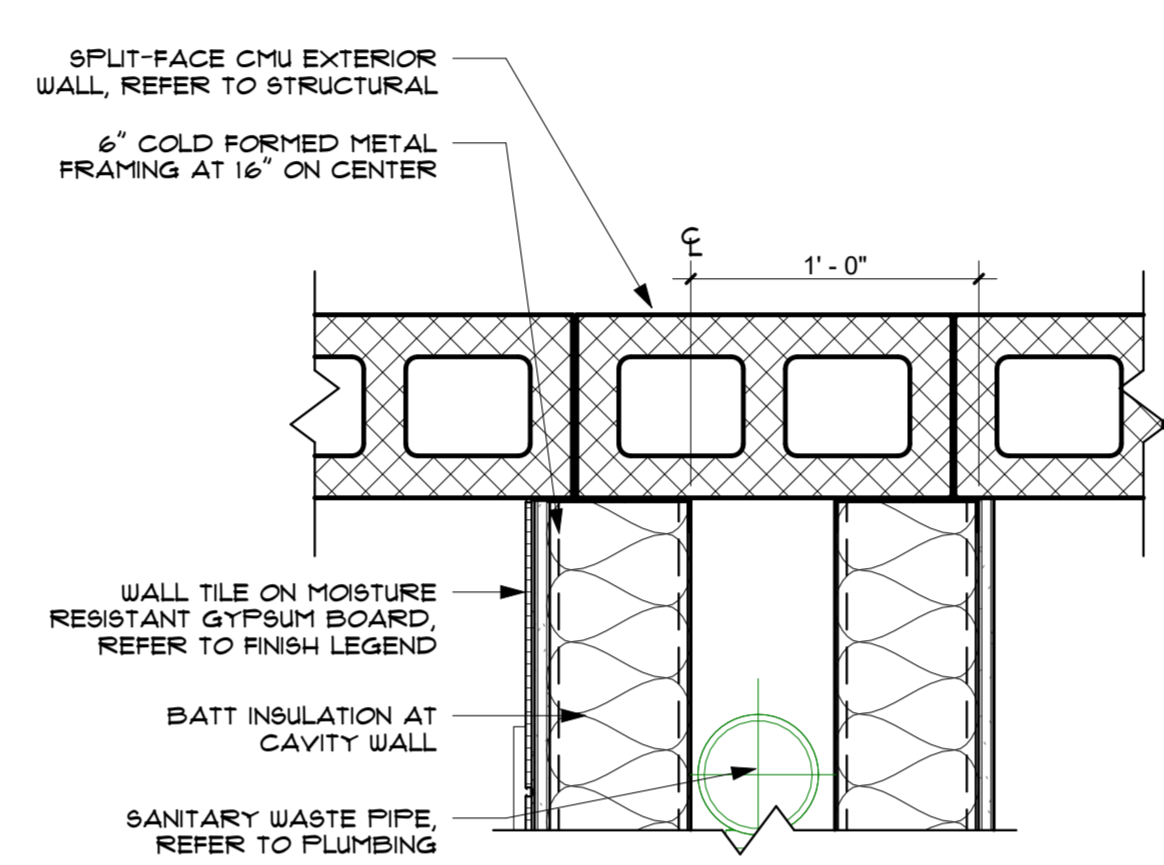 SPLIT-FACE CMU EXTERIOR
WALL, REFER TO STRUCTURAL
6" COLD FORMED METAL
FRAMING AT 16" ON CENTER
℄
1' - 0"
WALL TILE ON MOISTURE
RESISTANT GYPSUM BOARD,
REFER TO FINISH LEGEND
BATT INSULATION AT
CAVITY WALL
SANITARY WASTE PIPE,
REFER TO PLUMBING